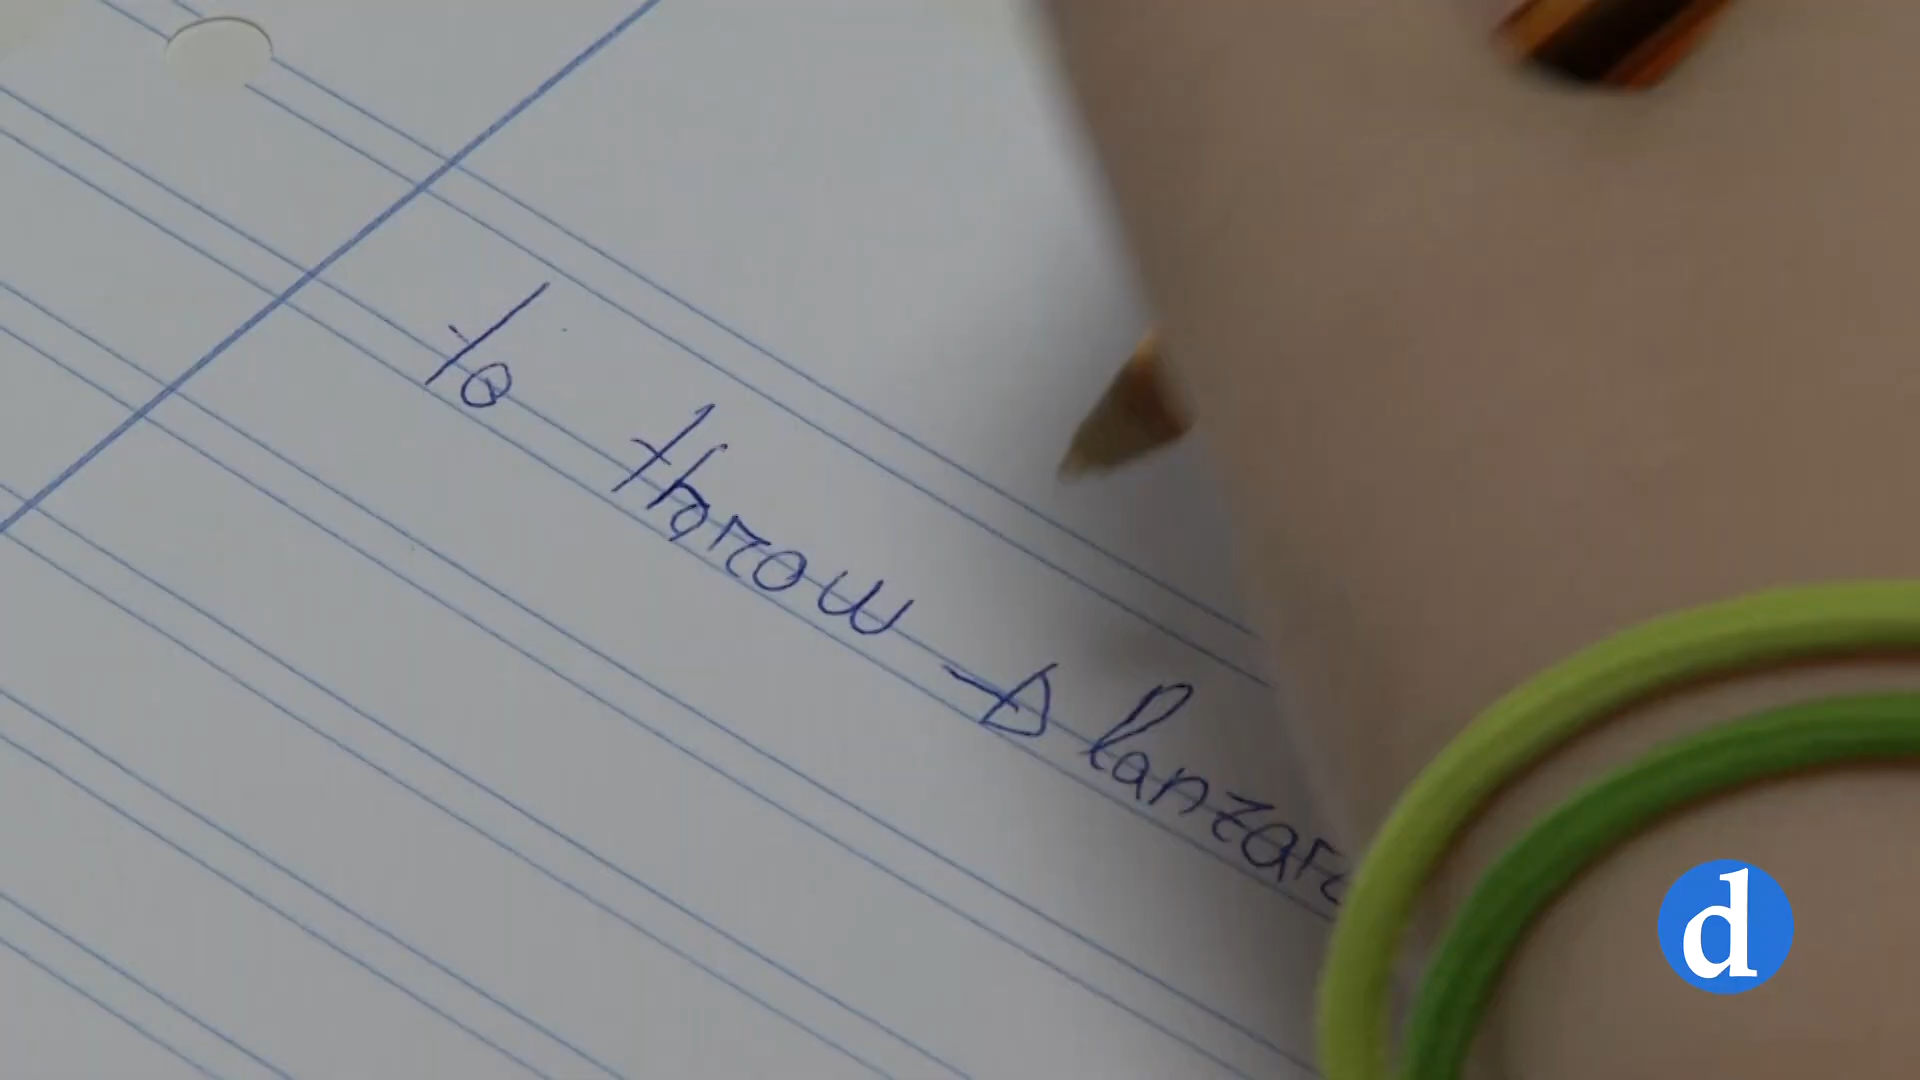 to throw → lanzar
d